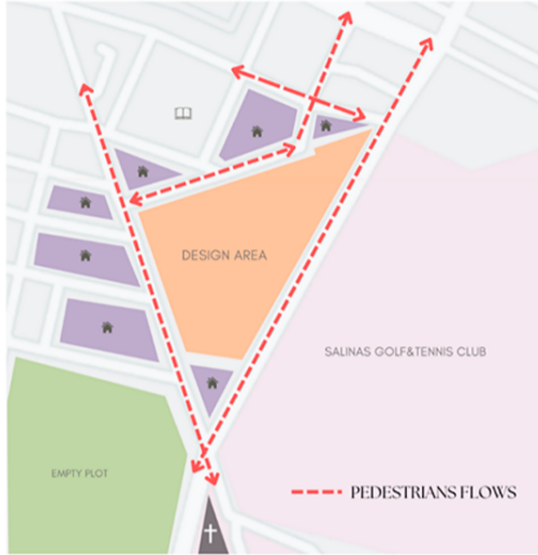 DESIGN AREA
SALINAS GOLF&TENNIS CLUB
EMPTY PLOT
PEDESTRIANS FLOWS